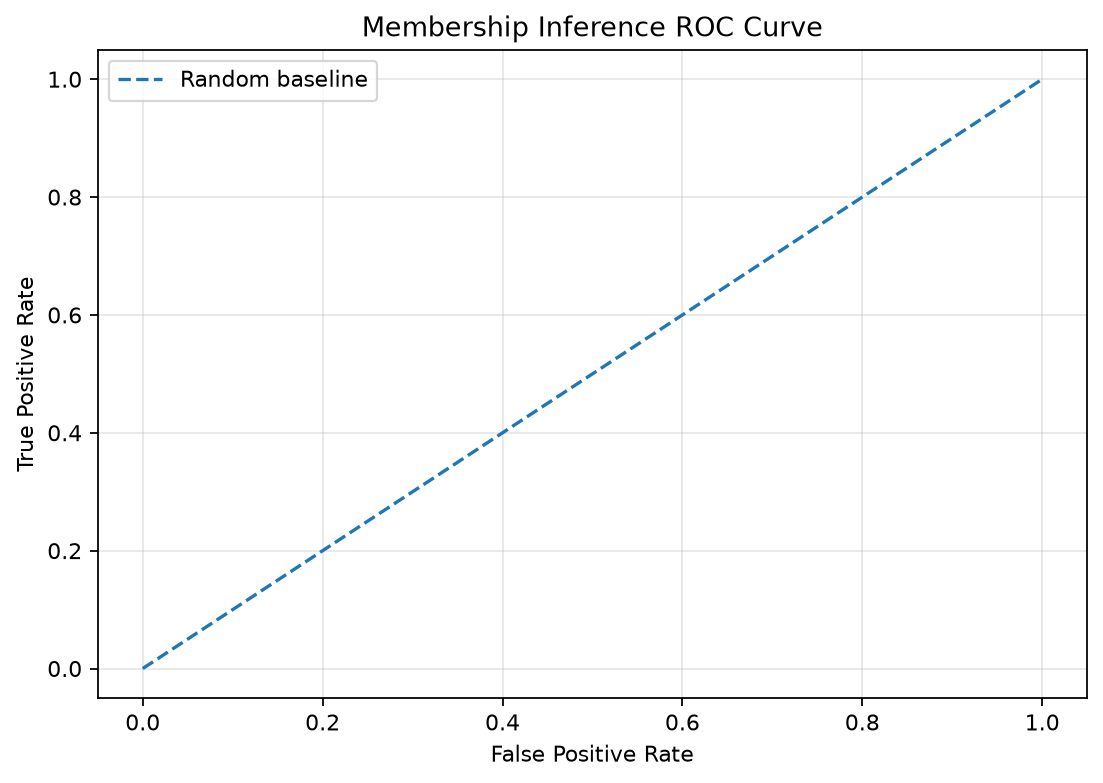 Membership Inference ROC Curve
Random baseline
True Positive Rate
1.0
0.8
0.6
0.4
0.2
0.0
0.0 0.2 0.4 0.6 0.8 1.0
False Positive Rate